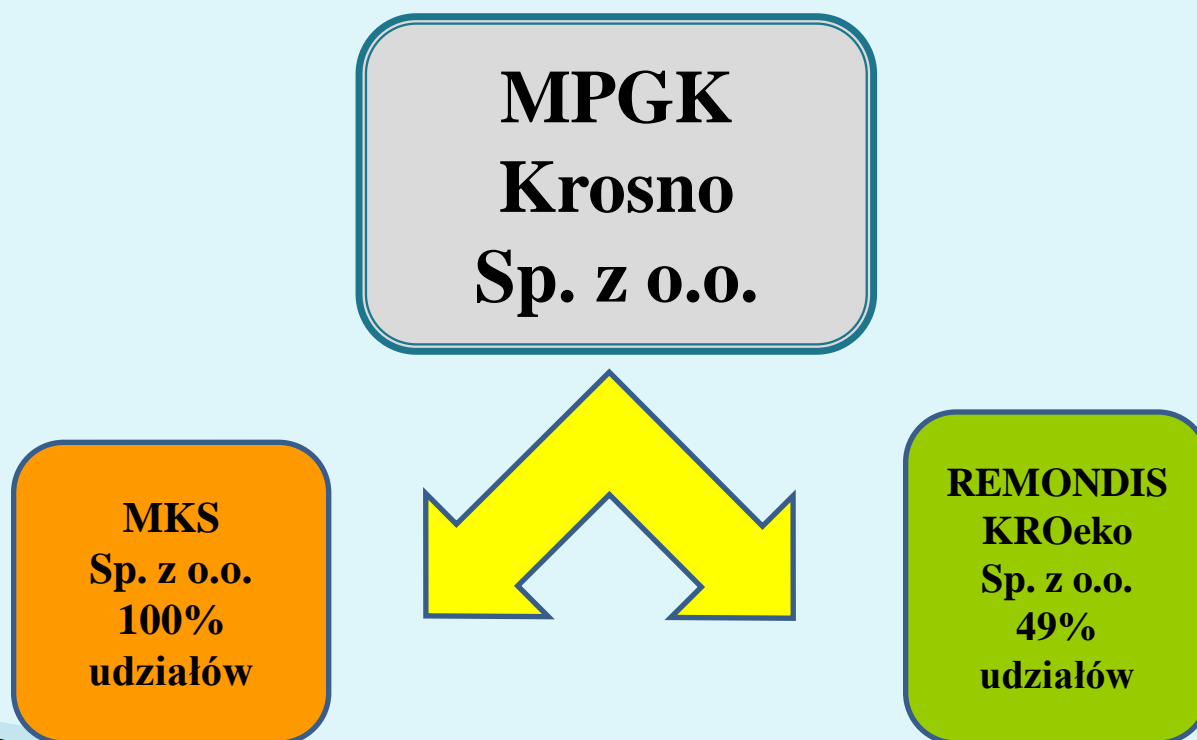 MPGK
Krosno
Sp. z o.o.
MKS
Sp. z o.o.
100%
udziałów
REMONDIS
KROeko
Sp. z o.o.
49%
udziałów